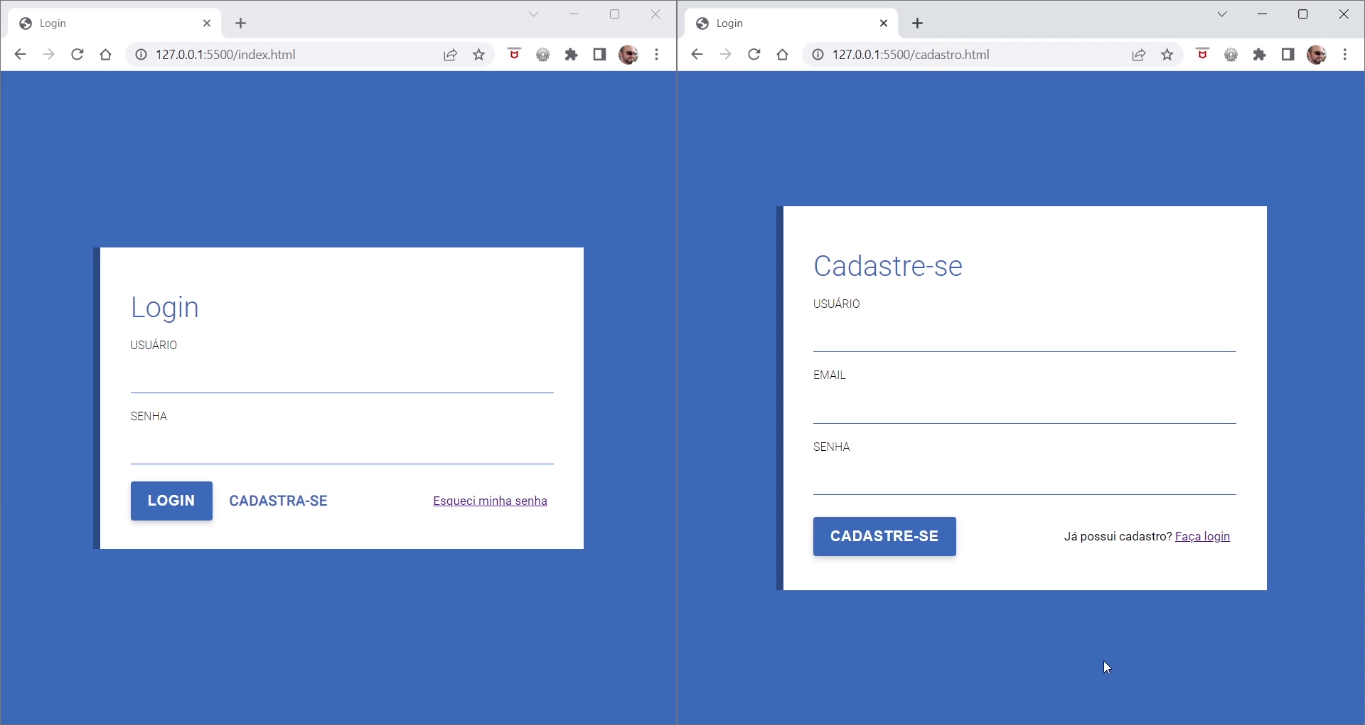 Login
127.0.0.1:5500/index.html
Login
USUÁRIO
SENHA
LOGIN CADASTRA-SE Esqueci minha senha
Login
127.0.0.1:5500/cadastro.html
Cadastre-se
USUÁRIO
EMAIL
SENHA
CADASTRE-SE Já possui cadastro? Faça login